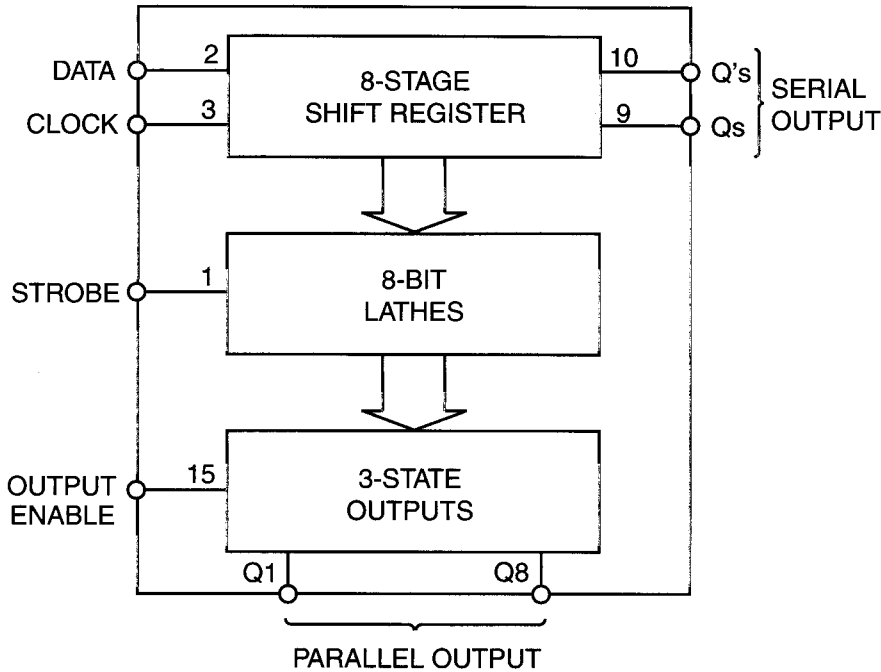 DATA
2
8-STAGE
SHIFT REGISTER
10
Q's
SERIAL
OUTPUT
CLOCK
3
9
Qs
STROBE
1
8-BIT
LATHES
OUTPUT
ENABLE
15
3-STATE
OUTPUTS
Q1
Q8
PARALLEL OUTPUT